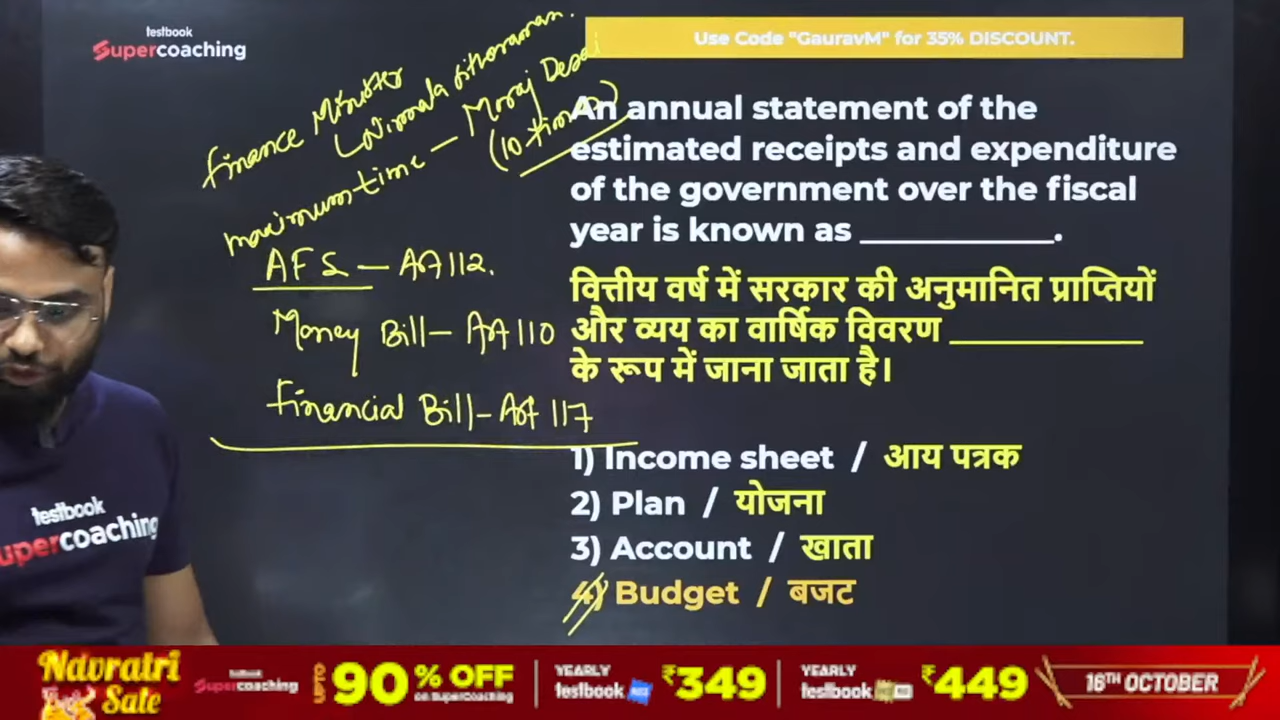 testbook
Supercoaching
Use Code "GauravM" for 35% DISCOUNT.
Finance Minister
Nirmala Sitharaman.
maximum time – Moraj Desai
(10 times)
AFS – Art 112.
Money Bill – Art 110
Financial Bill – Art 117
An annual statement of the
estimated receipts and expenditure
of the government over the fiscal
year is known as ____________.
वित्तीय वर्ष में सरकार की अनुमानित प्राप्तियों
और व्यय का वार्षिक विवरण ____________
के रूप में जाना जाता है।
1) Income sheet / आय पत्रक
2) Plan / योजना
3) Account / खाता
4) Budget / बजट
testbook
supercoaching
Navratri
Sale
Supercoaching
UPTO
90% OFF
on SuperCoaching
YEARLY
testbook
₹349
YEARLY
testbook
₹449
16TH OCTOBER